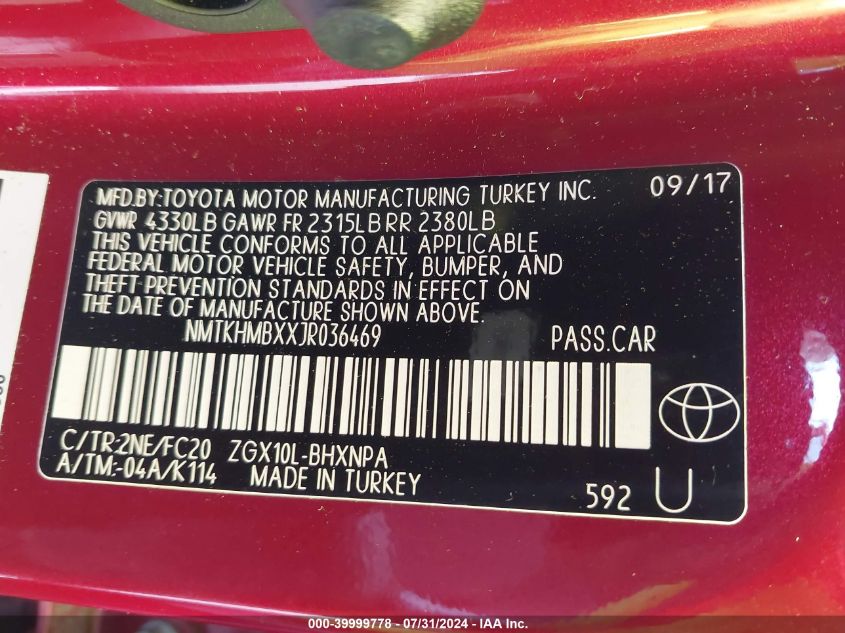 MFD.BY:TOYOTA MOTOR MANUFACTURING TURKEY INC. 09/17
GVWR 4330LB GAWR FR 2315LB RR 2380LB
THIS VEHICLE CONFORMS TO ALL APPLICABLE
FEDERAL MOTOR VEHICLE SAFETY, BUMPER, AND
THEFT PREVENTION STANDARDS IN EFFECT ON
THE DATE OF MANUFACTURE SHOWN ABOVE.
NMTKHMBXXJR036469 PASS.CAR
C/TR:2NE/FC20 ZGX10L-BHXNPA
A/TM:-04A/K114 MADE IN TURKEY
592 U
000-39999778 - 07/31/2024 - IAA Inc.